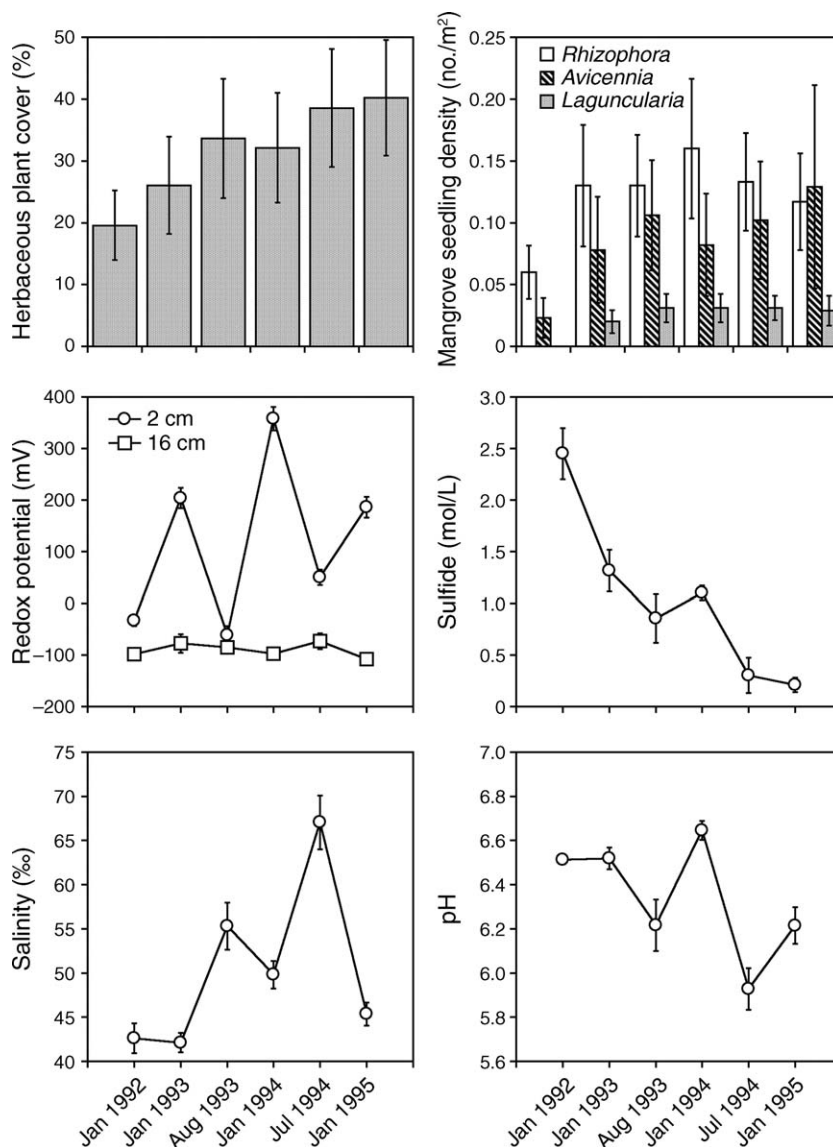 Herbaceous plant cover (%)
50
40
30
20
10
0
Mangrove seedling density (no./m²)
0.25
0.20
0.15
0.10
0.05
0
Rhizophora
Avicennia
Laguncularia
Redox potential (mV)
400
300
200
100
0
−100
−200
2 cm
16 cm
Sulfide (mol/L)
3.0
2.5
2.0
1.5
1.0
0.5
0
Salinity (‰)
75
70
65
60
55
50
45
40
Jan 1992
Jan 1993
Aug 1993
Jan 1994
Jul 1994
Jan 1995
pH
7.0
6.8
6.6
6.4
6.2
6.0
5.8
5.6
Jan 1992
Jan 1993
Aug 1993
Jan 1994
Jul 1994
Jan 1995